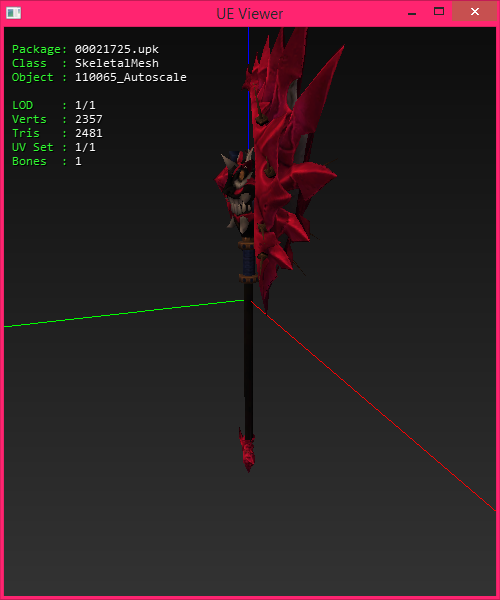 UE Viewer
Package: 00021725.upk
Class : SkeletalMesh
Object : 110065_Autoscale
LOD : 1/1
Verts : 2357
Tris : 2481
UV Set : 1/1
Bones : 1